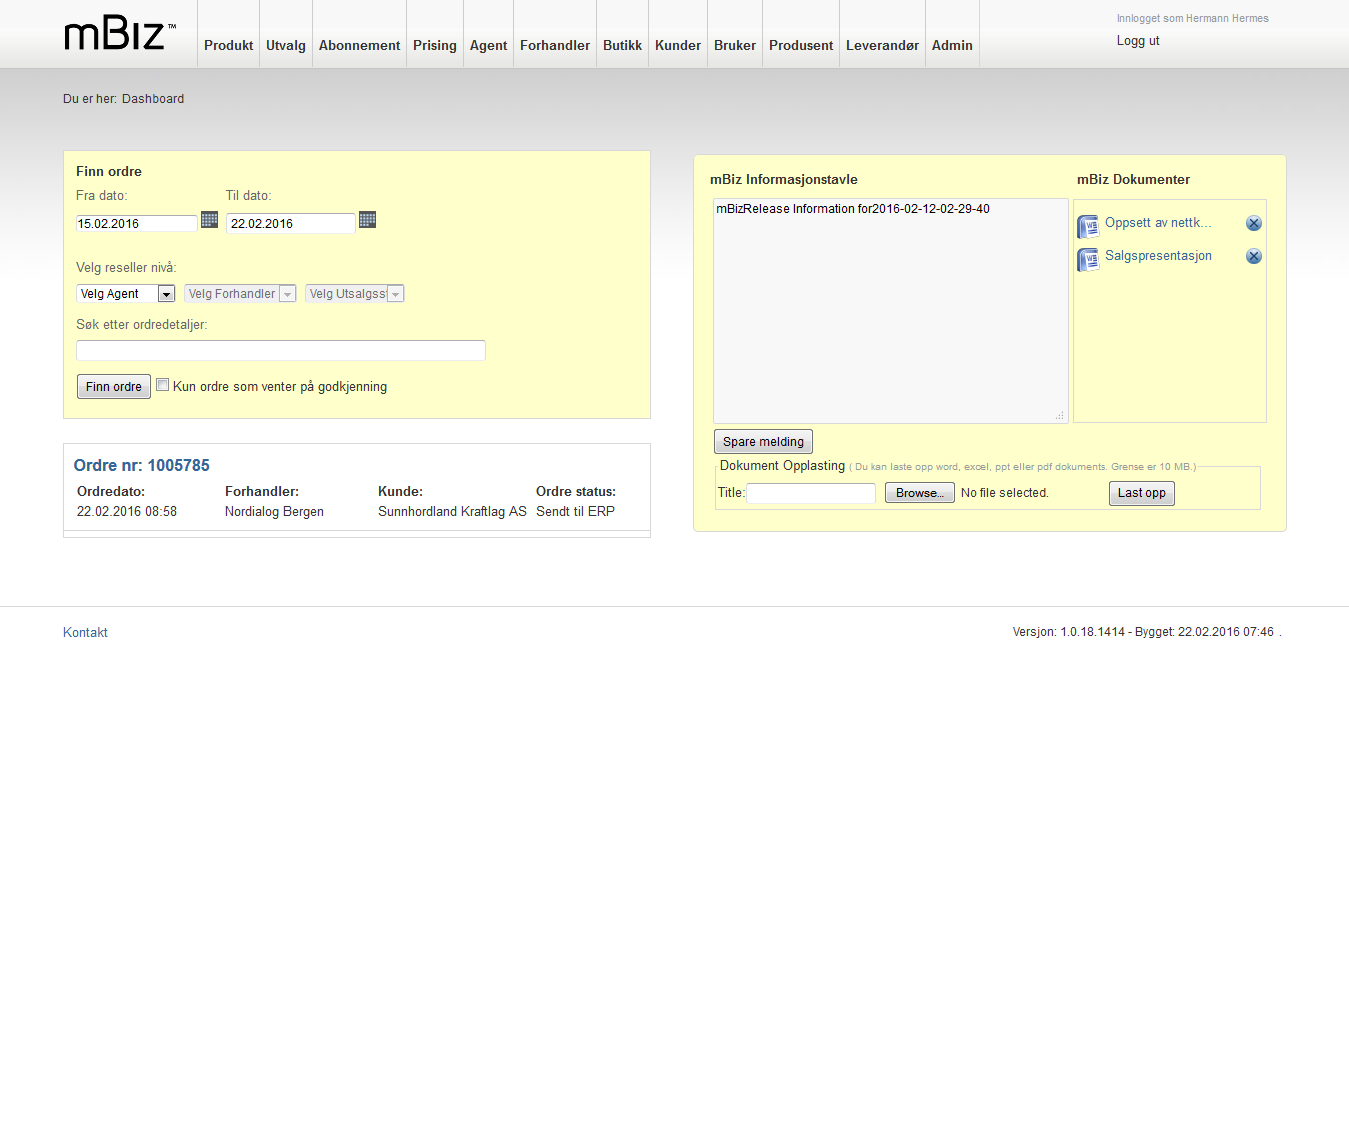 mBiz™
Produkt Utvalg Abonnement Prising Agent Forhandler Butikk Kunder Bruker Produsent Leverandør Admin
Innlogget som Hermann Hermes
Logg ut
Du er her: Dashboard
Finn ordre
Fra dato: Til dato:
15.02.2016 22.02.2016
Velg reseller nivå:
Velg Agent Velg Forhandler Velg Utsalgss
Søk etter ordredetaljer:
Finn ordre Kun ordre som venter på godkjenning
Ordre nr: 1005785
Ordredato: Forhandler: Kunde: Ordre status:
22.02.2016 08:58 Nordialog Bergen Sunnhordland Kraftlag AS Sendt til ERP
mBiz Informasjonstavle
mBizRelease Information for2016-02-12-02-29-40
mBiz Dokumenter
Oppsett av nettk...
Salgspresentasjon
Spare melding
Dokument Opplasting ( Du kan laste opp word, excel, ppt eller pdf dokuments. Grense er 10 MB.)
Title: Browse... No file selected. Last opp
Kontakt
Versjon: 1.0.18.1414 - Bygget: 22.02.2016 07:46 .